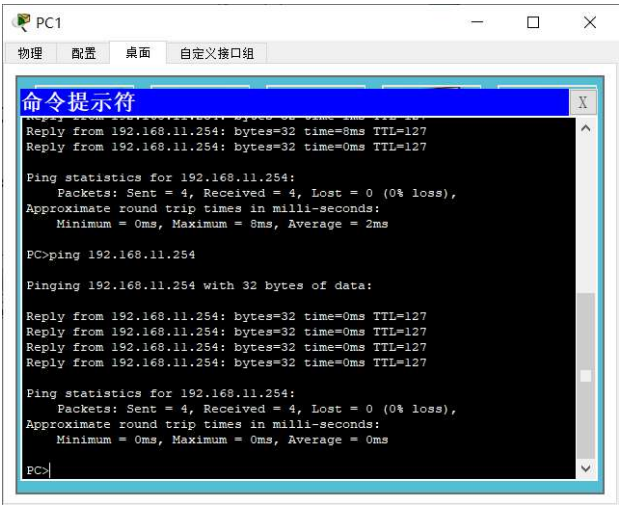 PC1
物理 配置 桌面 自定义接口组
命令提示符 X
Reply from 192.168.11.254: bytes=32 time=8ms TTL=127
Reply from 192.168.11.254: bytes=32 time=0ms TTL=127
Ping statistics for 192.168.11.254:
Packets: Sent = 4, Received = 4, Lost = 0 (0% loss),
Approximate round trip times in milli-seconds:
Minimum = 0ms, Maximum = 8ms, Average = 2ms
PC>ping 192.168.11.254
Pinging 192.168.11.254 with 32 bytes of data:
Reply from 192.168.11.254: bytes=32 time=0ms TTL=127
Reply from 192.168.11.254: bytes=32 time=0ms TTL=127
Reply from 192.168.11.254: bytes=32 time=0ms TTL=127
Reply from 192.168.11.254: bytes=32 time=0ms TTL=127
Ping statistics for 192.168.11.254:
Packets: Sent = 4, Received = 4, Lost = 0 (0% loss),
Approximate round trip times in milli-seconds:
Minimum = 0ms, Maximum = 0ms, Average = 0ms
PC>